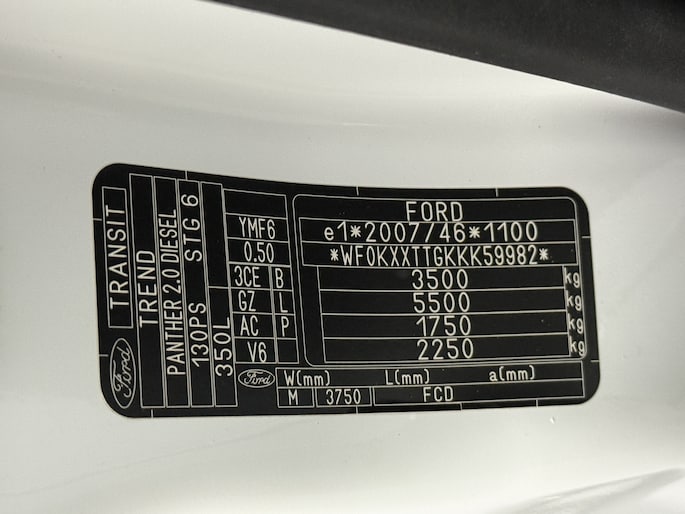 TRANSIT
TREND
PANTHER 2.0 DIESEL
130PS STG 6
350L
Ford
YMF6
0.50
3CE B
GZ L
AC P
V6
FORD
e1*2007/46*1100
*WF0KXXTTGKKK59982*
3500 kg
5500 kg
1750 kg
2250 kg
Ford W(mm) L(mm) a(mm)
M 3750 FCD